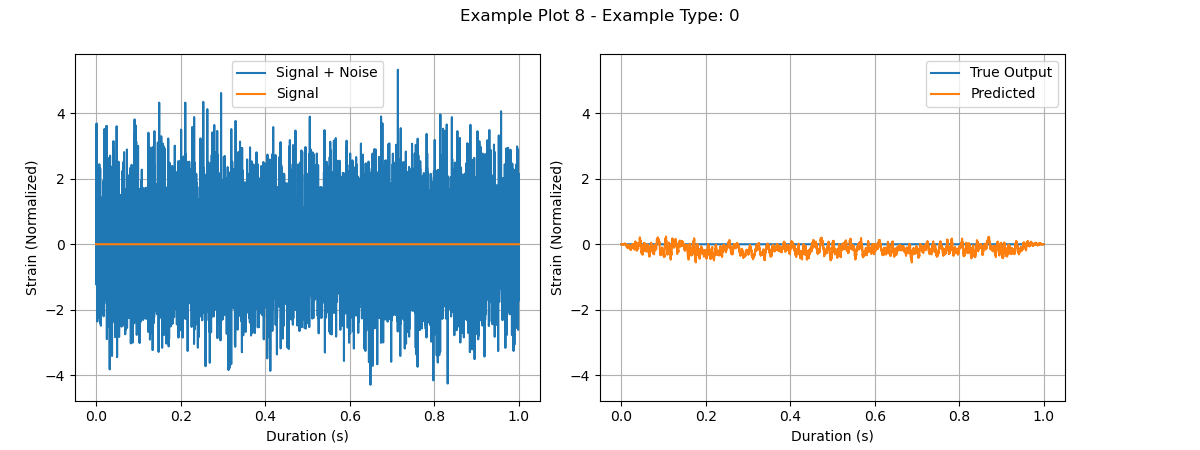 Example Plot 8 - Example Type: 0
Signal + Noise
Signal
Strain (Normalized)
4
2
0
−2
−4
0.0 0.2 0.4 0.6 0.8 1.0
Duration (s)
True Output
Predicted
Strain (Normalized)
4
2
0
−2
−4
0.0 0.2 0.4 0.6 0.8 1.0
Duration (s)